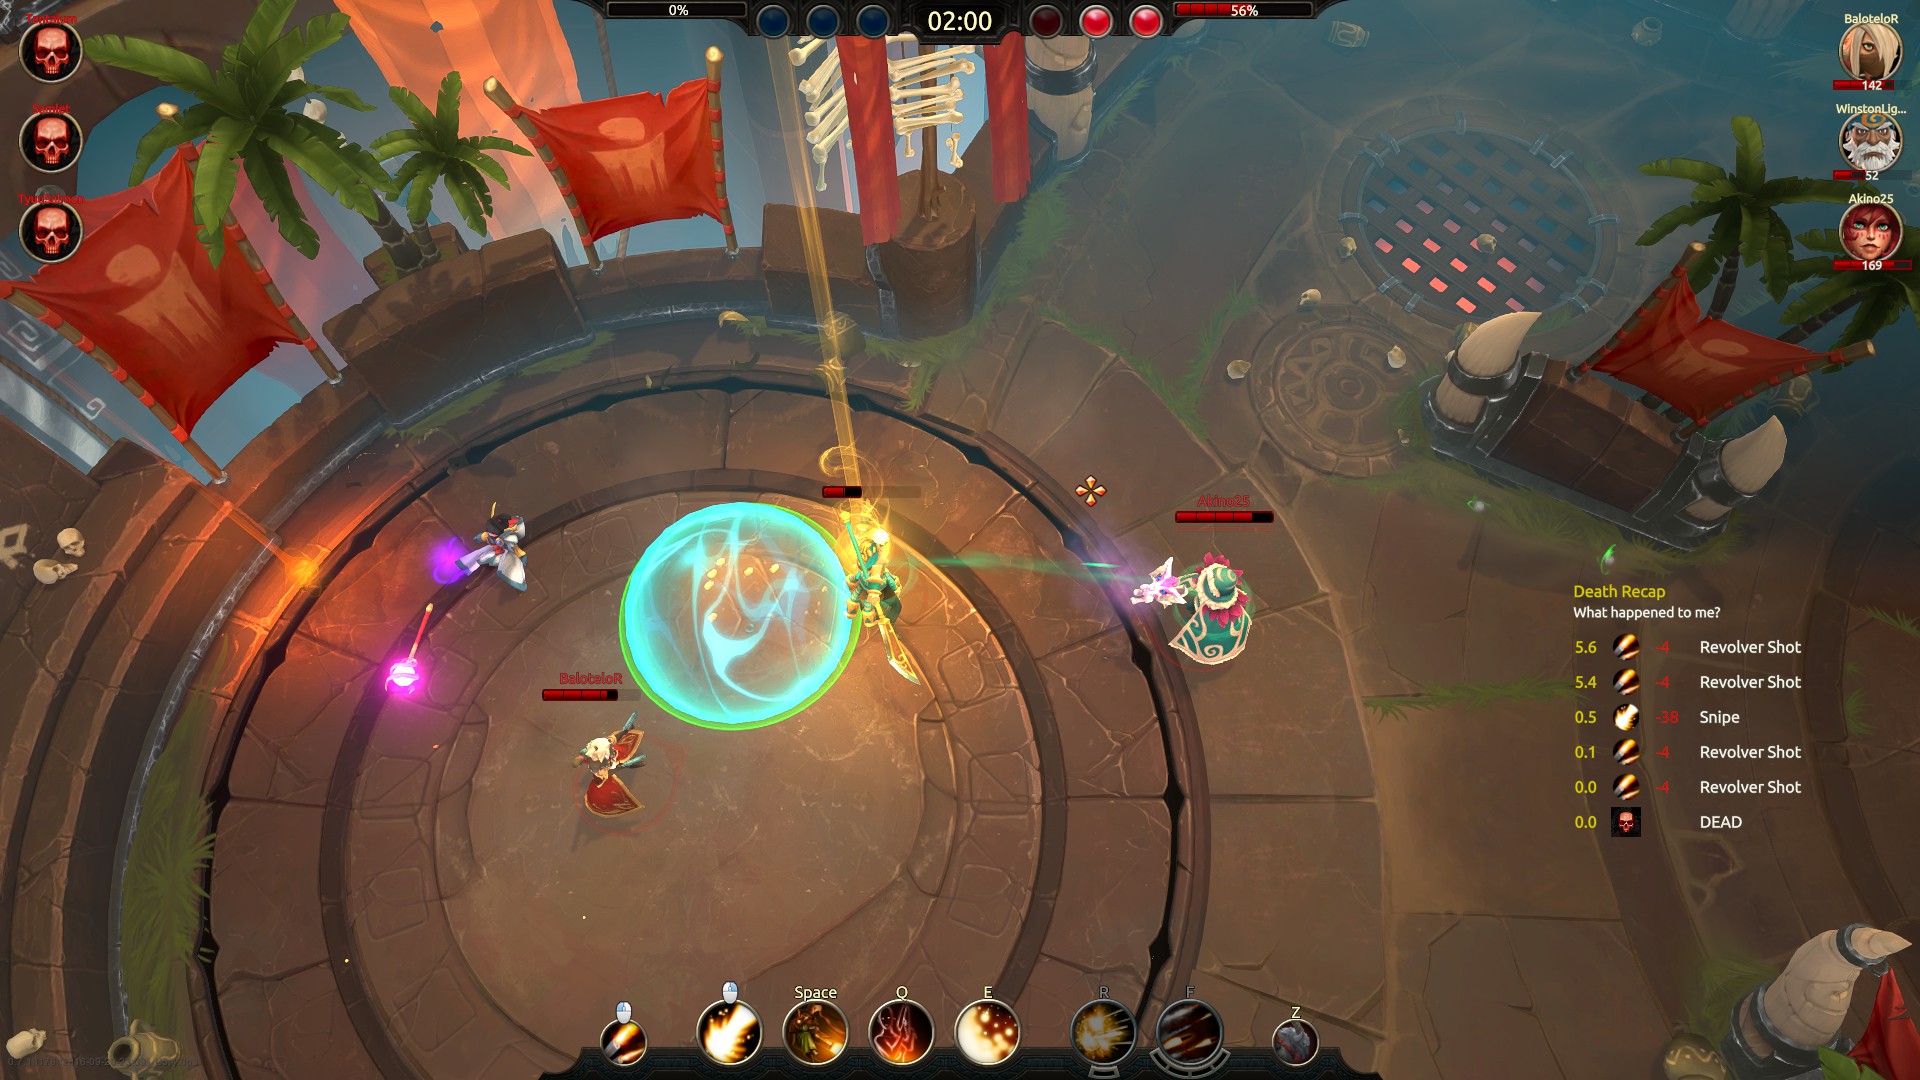 0%
02:00
56%
BaloteloR
142
WinstonLig...
52
Akino25
169
Akino25
BaloteloR
Death Recap
What happened to me?
5.6 -4 Revolver Shot
5.4 -4 Revolver Shot
0.5 -38 Snipe
0.1 -4 Revolver Shot
0.0 -4 Revolver Shot
0.0 DEAD
Space
Q
E
R
F
Z